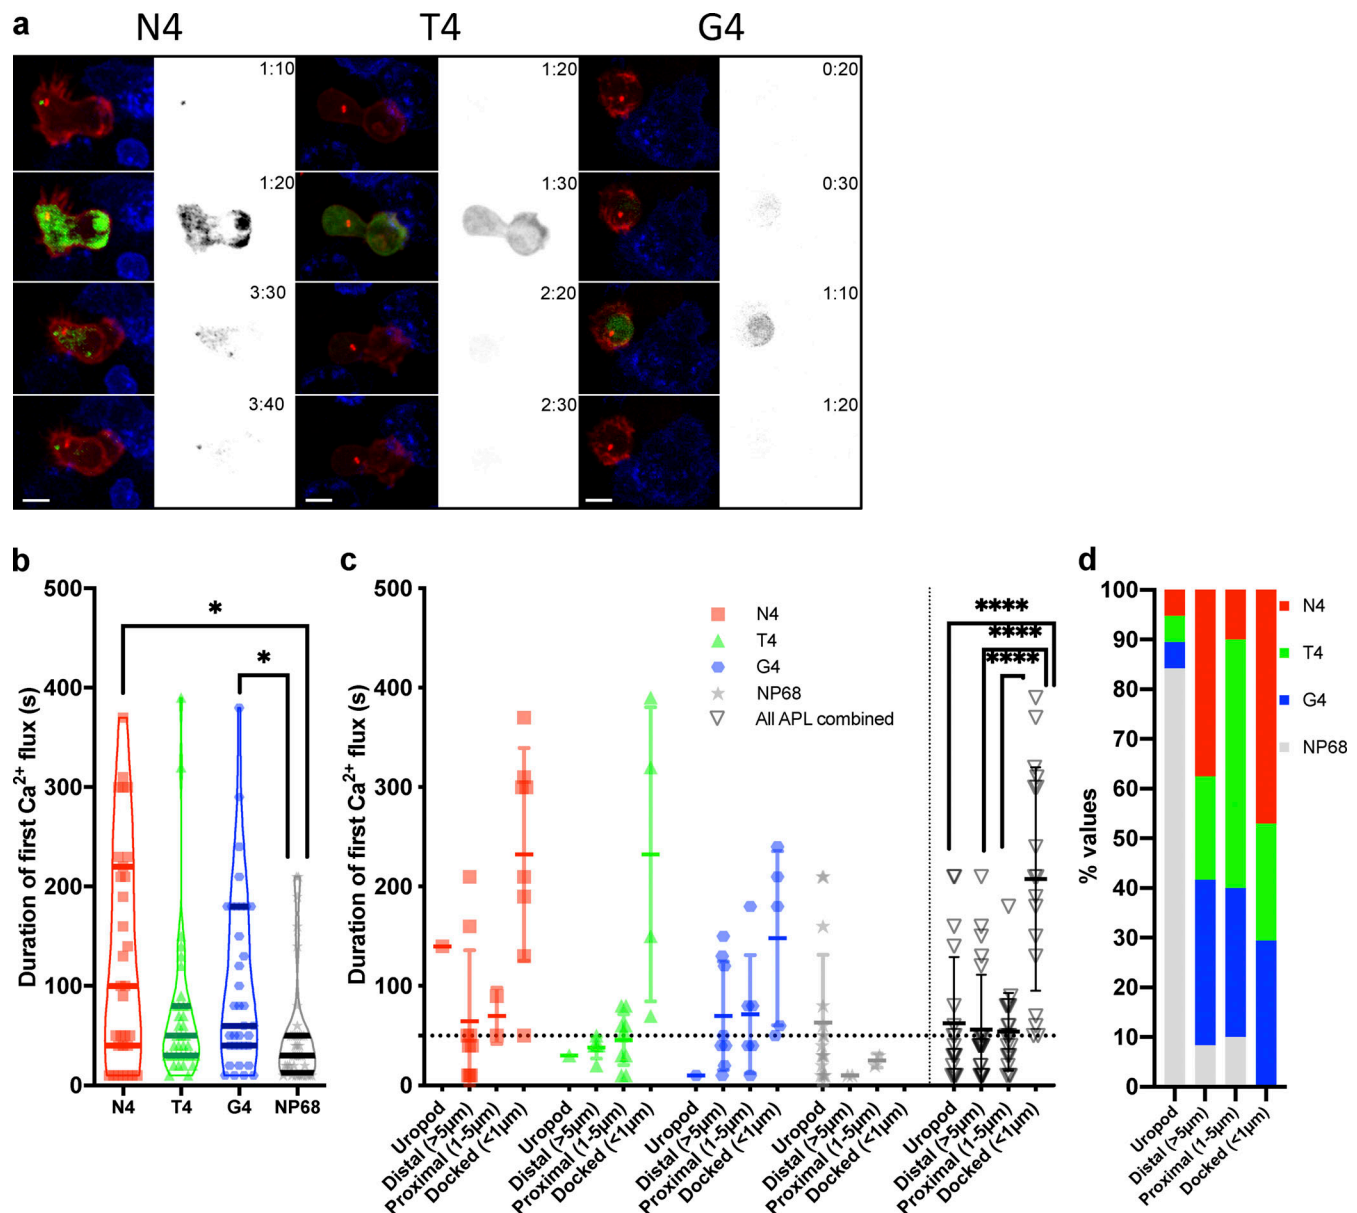 a
N4 T4 G4
1:10 1:20 0:20
1:20 1:30 0:30
3:30 2:20 1:10
3:40 2:30 1:20
b
Duration of first Ca2+ flux (s)
500
400
300
200
100
0
* 
*
N4 T4 G4 NP68
c
Duration of first Ca2+ flux (s)
500
400
300
200
100
0
N4
T4
G4
NP68
All APL combined
****
****
****
Uropod
Distal (>5µm)
Proximal (1-5µm)
Docked (<1µm)
Uropod
Distal (>5µm)
Proximal (1-5µm)
Docked (<1µm)
Uropod
Distal (>5µm)
Proximal (1-5µm)
Docked (<1µm)
Uropod
Distal (>5µm)
Proximal (1-5µm)
Docked (<1µm)
Uropod
Distal (>5µm)
Proximal (1-5µm)
Docked (<1µm)
d
% values
100
90
80
70
60
50
40
30
20
10
0
N4
T4
G4
NP68
Uropod
Distal (>5µm)
Proximal (1-5µm)
Docked (<1µm)